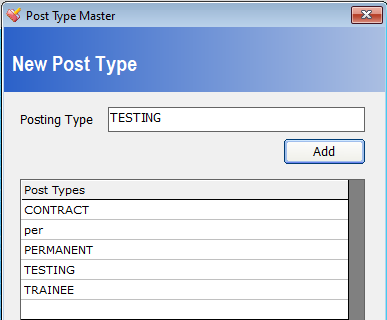 Post Type Master
New Post Type
Posting Type TESTING
Add
Post Types
CONTRACT
per
PERMANENT
TESTING
TRAINEE